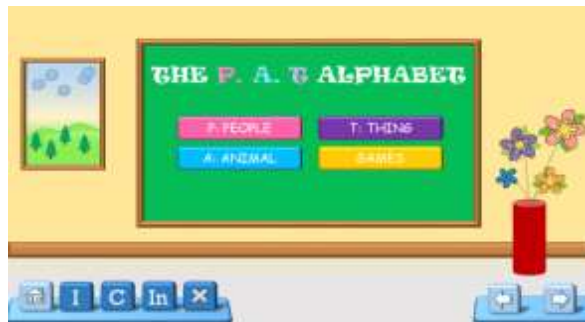 THE P. A. T ALPHABET
P: PEOPLE
T: THING
A: ANIMAL
GAMES
I
C
In